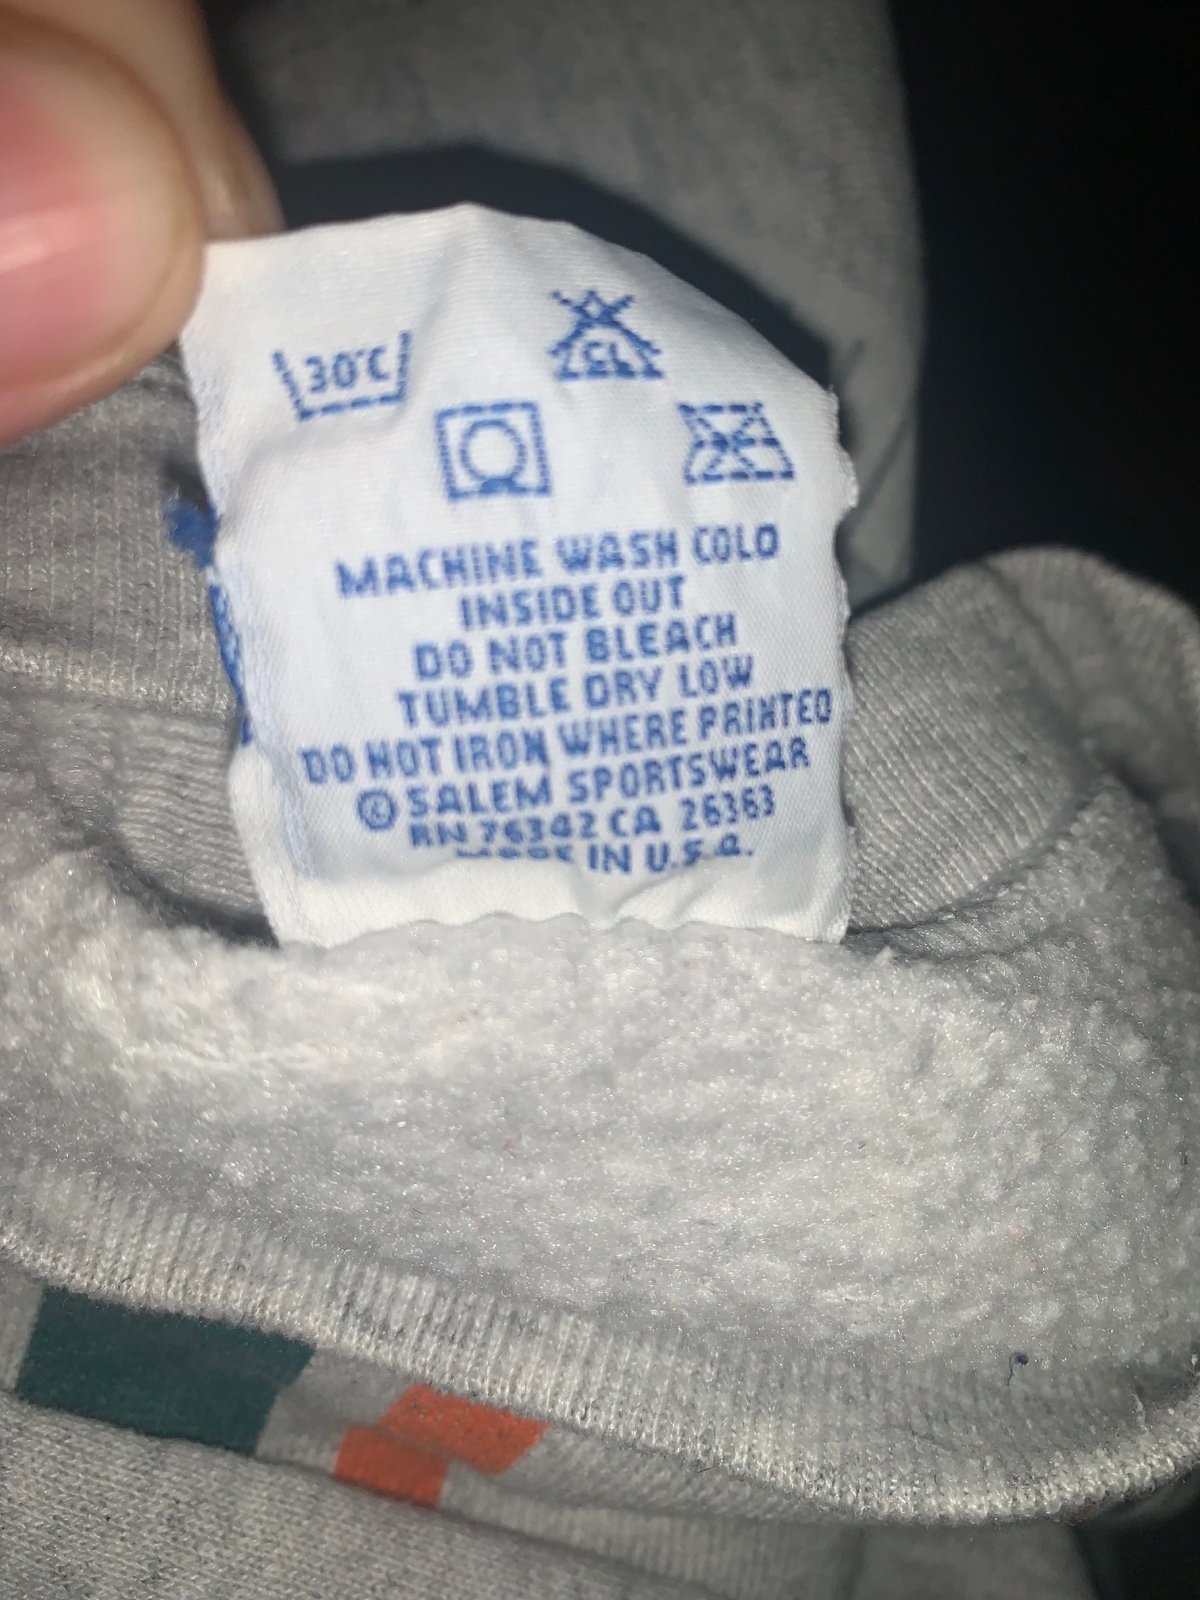 30°C
CL
MACHINE WASH COLD
INSIDE OUT
DO NOT BLEACH
TUMBLE DRY LOW
DO NOT IRON WHERE PRINTED
© SALEM SPORTSWEAR
RN 76342 CA 26363
MADE IN U.S.A.